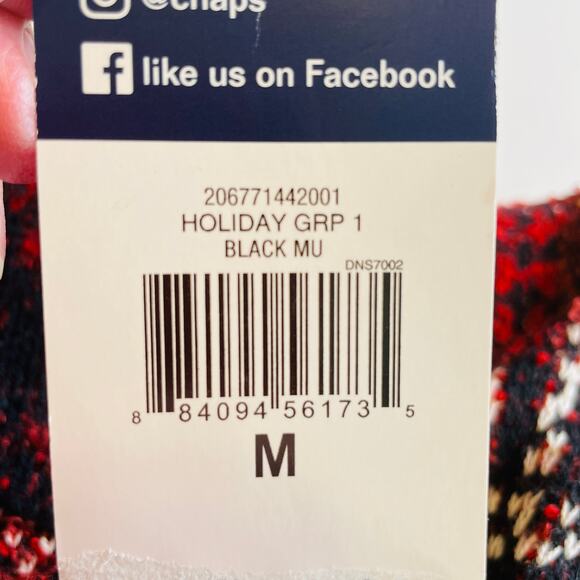 @chaps
like us on Facebook
206771442001
HOLIDAY GRP 1
BLACK MU
DNS7002
8 84094 56173 5
M